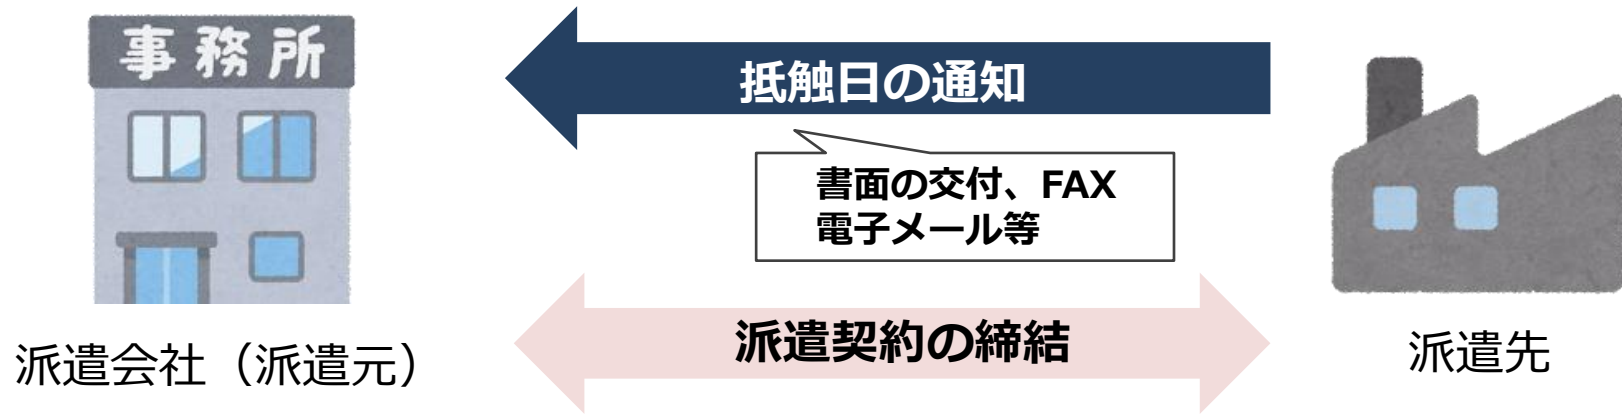 事務所
抵触日の通知
書面の交付、FAX
電子メール等
派遣契約の締結
派遣会社（派遣元）
派遣先